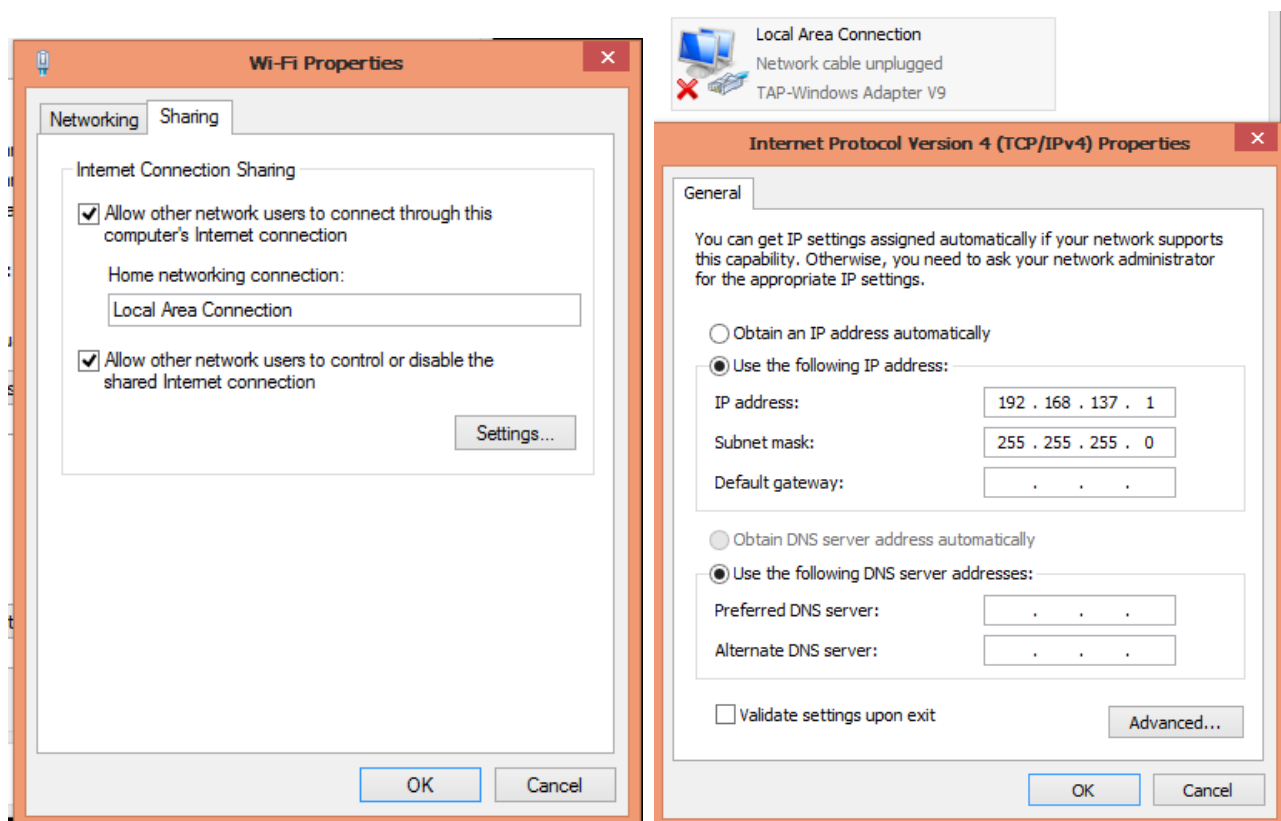 Wi-Fi Properties
Networking
Sharing
Internet Connection Sharing
Allow other network users to connect through this
computer's Internet connection
Home networking connection:
Local Area Connection
Allow other network users to control or disable the
shared Internet connection
Settings...
OK
Cancel
Local Area Connection
Network cable unplugged
TAP-Windows Adapter V9
Internet Protocol Version 4 (TCP/IPv4) Properties
General
You can get IP settings assigned automatically if your network supports
this capability. Otherwise, you need to ask your network administrator
for the appropriate IP settings.
Obtain an IP address automatically
Use the following IP address:
IP address: 192 . 168 . 137 . 1
Subnet mask: 255 . 255 . 255 . 0
Default gateway: . . .
Obtain DNS server address automatically
Use the following DNS server addresses:
Preferred DNS server: . . .
Alternate DNS server: . . .
Validate settings upon exit
Advanced...
OK
Cancel